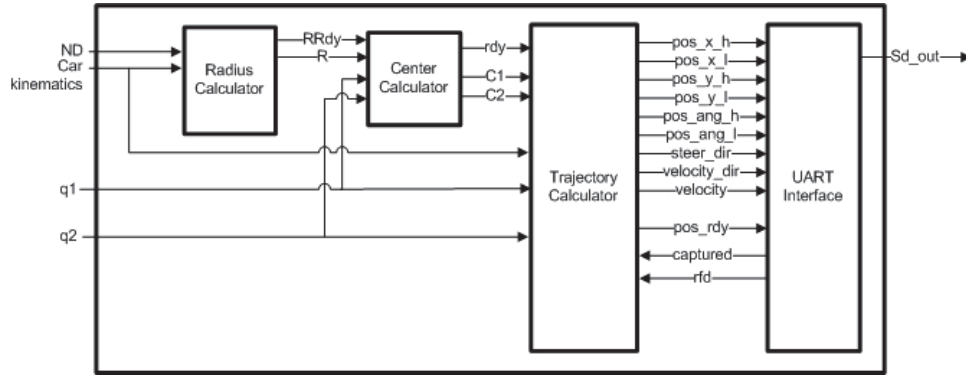 ND
Car
kinematics
q1
q2
Radius
Calculator
RRdy
R
Center
Calculator
rdy
C1
C2
Trajectory
Calculator
pos_x_h
pos_x_l
pos_y_h
pos_y_l
pos_ang_h
pos_ang_l
steer_dir
velocity_dir
velocity
pos_rdy
captured
rfd
UART
Interface
Sd_out